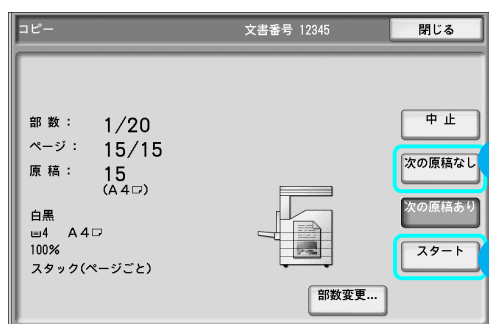 コピー 文書番号 12345 閉じる
部 数 : 1/20
ページ : 15/15
原 稿 : 15
(A4)
白黒
4 A4
100%
スタック(ページごと)
中 止
次の原稿なし
次の原稿あり
スタート
部数変更...